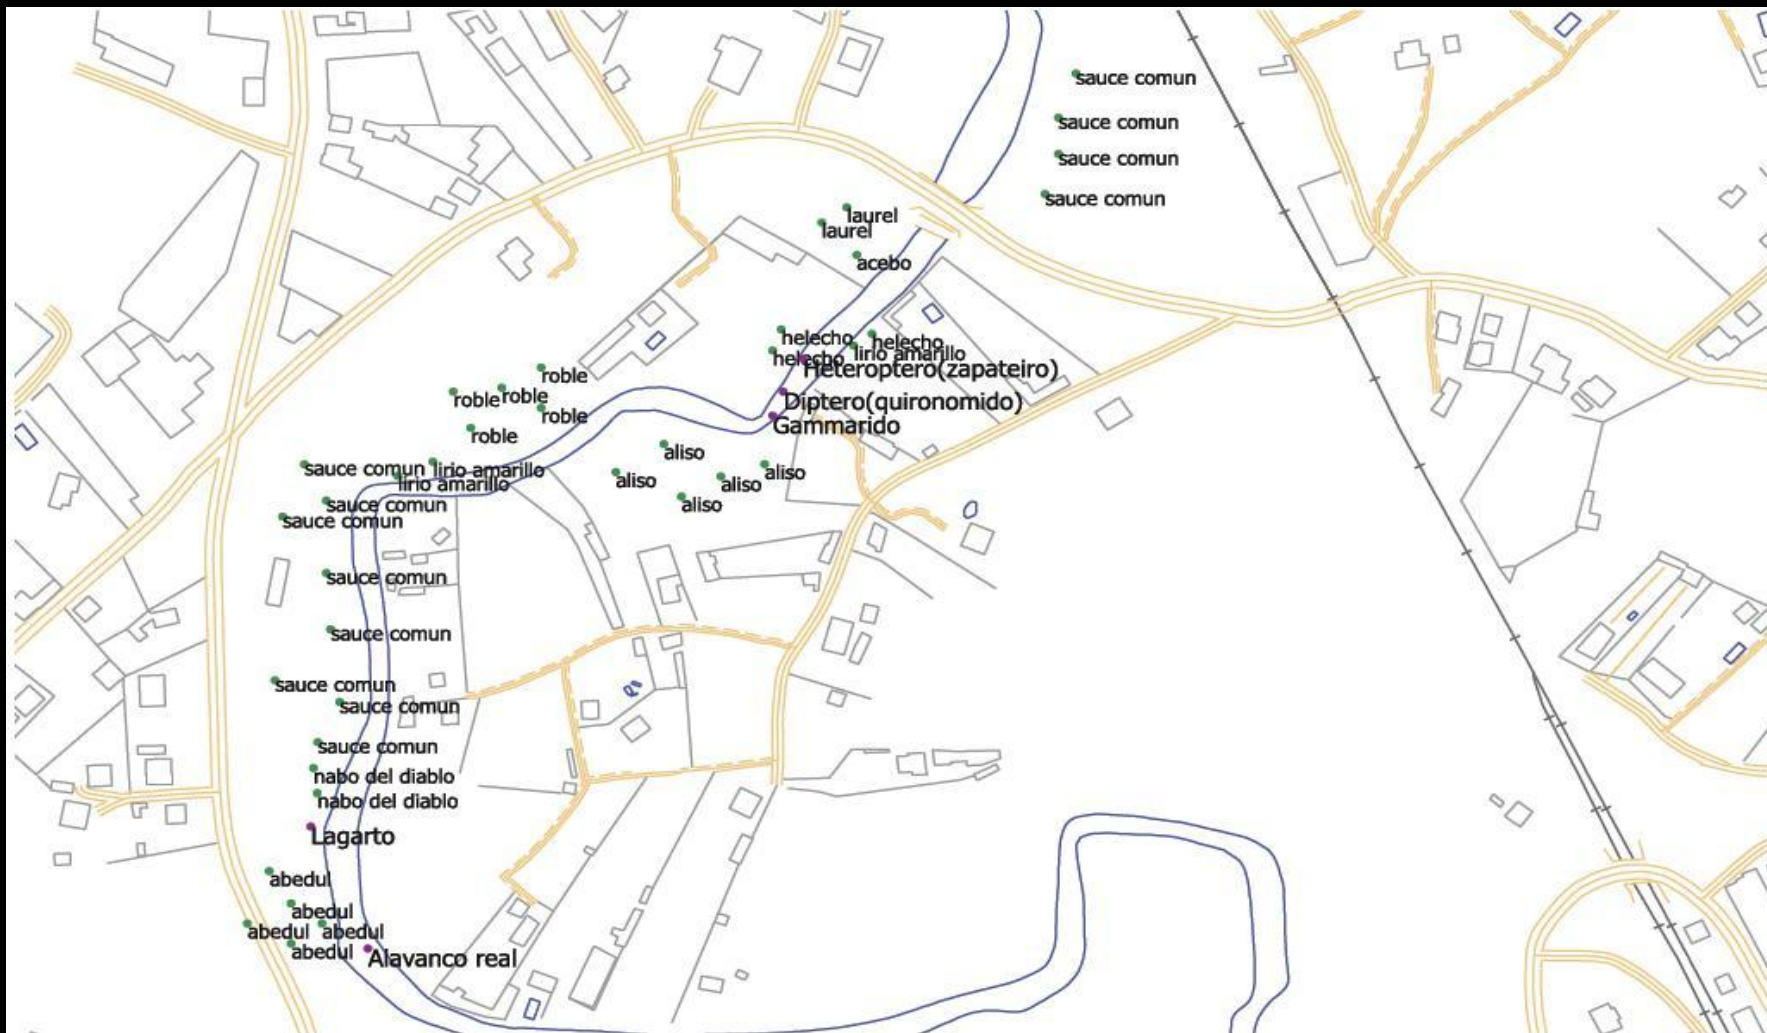 sauce comun
sauce comun
sauce comun
sauce comun
laurel
laurel
acebo
helecho
helecho
helecho
lirio amarillo
Heteroptero(zapateiro)
roble
roble
roble
roble
roble
Diptero(quironomido)
Gammarido
aliso
aliso
aliso
aliso
aliso
sauce comun
lirio amarillo
lirio amarillo
sauce comun
sauce comun
sauce comun
sauce comun
sauce comun
sauce comun
sauce comun
nabo del diablo
nabo del diablo
Lagarto
abedul
abedul
abedul
abedul
abedul
Alavanco real